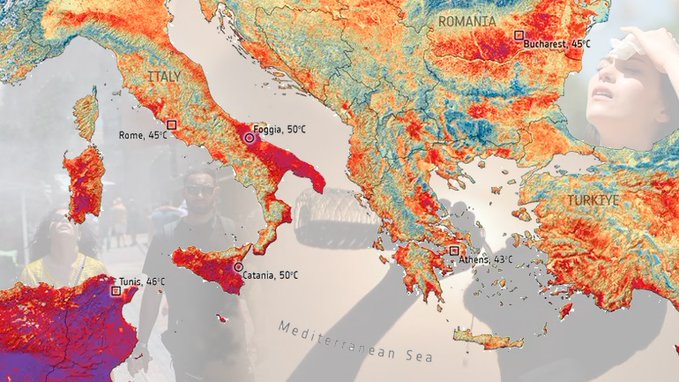 ROMANIA
Bucharest, 45°C
ITALY
Rome, 45°C
Foggia, 50°C
TÜRKIYE
Athens, 43°C
Catania, 50°C
Tunis, 46°C
Mediterranean Sea